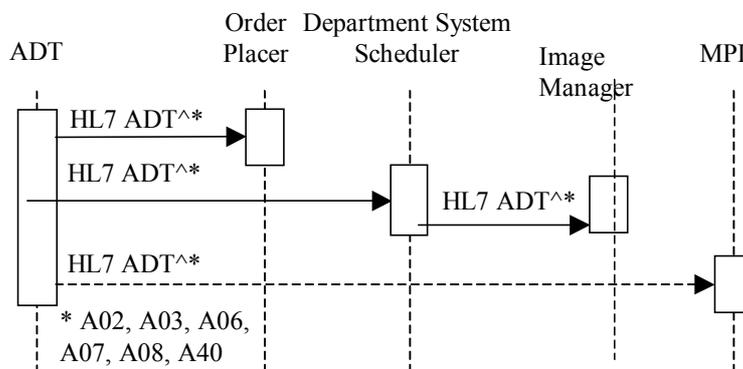 ADT
Order
Placer
Department System
Scheduler
Image
Manager
MPI
HL7 ADT^*
HL7 ADT^*
HL7 ADT^*
HL7 ADT^*
* A02, A03, A06,
A07, A08, A40